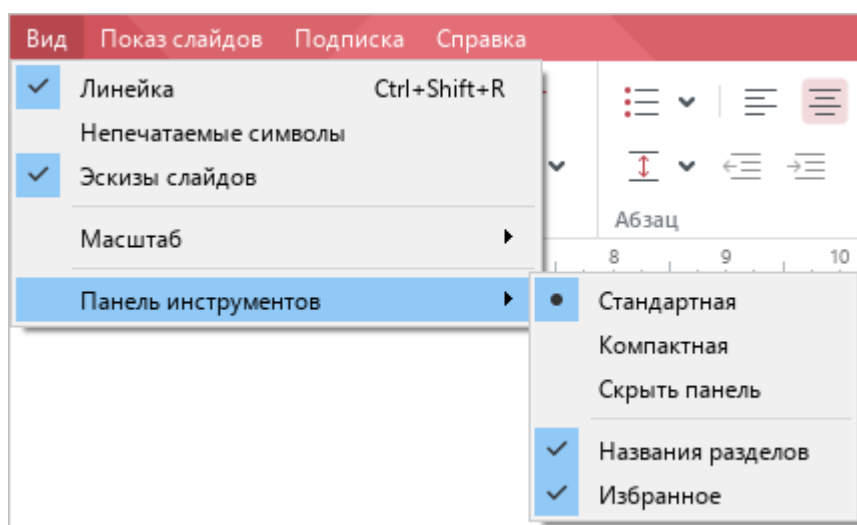 Вид Показ слайдов Подписка Справка
Линейка Ctrl+Shift+R
Непечатаемые символы
Эскизы слайдов
Абзац
Масштаб
8 9 10
Панель инструментов
Стандартная
Компактная
Скрыть панель
Названия разделов
Избранное